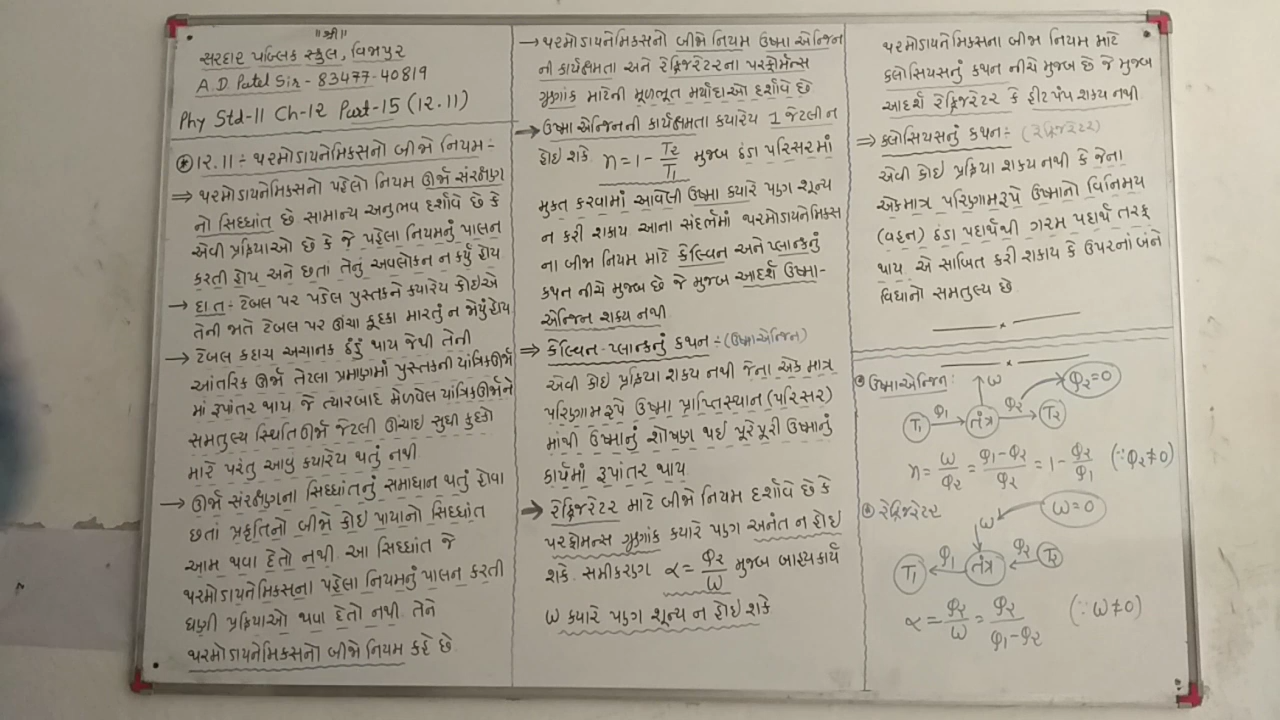 ॥ શ્રી ॥
સરદાર પબ્લિક સ્કુલ, વિજાપુર
A.D. Patel Sir - 83477-40819
Phy Std-11 Ch-12 Part-15 (12.11)
* ૧૨.11 ÷ થરમોડાયનેમિક્સનો બીજો નિયમ :-
⇒ થરમોડાયનેમિક્સનો પહેલો નિયમ ઊર્જા સંરક્ષણ
નો સિધ્ધાંત છે સામાન્ય અનુભવ દર્શાવે છે કે
એવી પ્રક્રિયાઓ છે કે જે પહેલા નિયમનું પાલન
કરતી હોય અને છતાં તેનું અવલોકન ન કર્યું હોય
→ દા.ત :- ટેબલ પર પડેલ પુસ્તકને ક્યારેય કોઇએ
તેની જાતે ટેબલ પર ઊંચા કૂદકા મારતું ન જોયું હોય
→ ટેબલ કદાચ અચાનક ઠંડું થાય જેથી તેની
આંતરિક ઊર્જા તેટલા પ્રમાણમાં પુસ્તકની યાંત્રિકઊર્જા
માં રૂપાંતર થાય જે ત્યારબાદ મેળવેલ યાંત્રિકઊર્જાને
સમતુલ્ય સ્થિતિઊર્જા જેટલી ઊંચાઇ સુધી કુદકો
મારે પરંતુ આવુ ક્યારેય થતું નથી
→ ઊર્જા સંરક્ષણના સિધ્ધાંતનું સમાધાન થતું હોવા
છતાં પ્રકૃતિનો બીજો કોઇ પાયાનો સિધ્ધાંત
આમ થવા દેતો નથી. આ સિધ્ધાંત જે
થરમોડાયનેમિક્સના પહેલા નિયમનું પાલન કરતી
ઘણી પ્રક્રિયાઓ થવા દેતો નથી. તેને
થરમોડાયનેમિક્સનો બીજો નિયમ કહે છે
→ થરમોડાયનેમિક્સનો બીજો નિયમ ઉષ્મા એન્જિન
ની કાર્યક્ષમતા અને રેફ્રિજરેટરના પરફોર્મન્સ
ગુણાંક માટેની મૂળભૂત મર્યાદાઓ દર્શાવે છે
→ ઉષ્માએન્જિનની કાર્યક્ષમતા ક્યારેય 1 જેટલી ન
હોઇ શકે. n = 1 - T₂/T₁ મુજબ ઠંડા પરિસરમાં
મુક્ત કરવામાં આવેલી ઉષ્મા ક્યારે પણ શૂન્ય
ન કરી શકાય આના સંદર્ભમાં થરમોડાયનેમિક્સ
ના બીજા નિયમ માટે કેલ્વિન અને પ્લાન્કનું
કથન નીચે મુજબ છે જે મુજબ આદર્શ ઉષ્મા-
એન્જિન શક્ય નથી
⇒ કેલ્વિન-પ્લાન્કનું કથન :- (ઉષ્માએન્જિન)
એવી કોઇ પ્રક્રિયા શક્ય નથી જેના એક માત્ર
પરિણામરૂપે ઉષ્મા પ્રાપ્તિસ્થાન (પરિસર)
માંથી ઉષ્માનું શોષણ થઇ પૂરેપૂરી ઉષ્માનું
કાર્યમાં રૂપાંતર થાય
→ રેફ્રિજરેટર માટે બીજો નિયમ દર્શાવે છે કે
પરફોમન્સ ગુણાંક ક્યારે પણ અનંત ન હોઇ
શકે. સમીકરણ α = Q₂/W મુજબ બાહ્યકાર્ય
W ક્યારે પણ શૂન્ય ન હોઇ શકે
થરમોડાયનેમિક્સના બીજા નિયમ માટે
ક્લોસિયસનું કથન નીચે મુજબ છે જે મુજબ
આદર્શ રેફ્રિજરેટર કે હીટપંપ શક્ય નથી
⇒ ક્લોસિયસનું કથન :- (રેફ્રિજરેટર)
એવી કોઇ પ્રક્રિયા શક્ય નથી કે જેના
એકમાત્ર પરિણામરૂપે ઉષ્માનો વિનિમય
(વહન) ઠંડા પદાર્થથી ગરમ પદાર્થ તરફ
થાય. એ સાબિત કરી શકાય કે ઉપરનાં બંને
વિધાનો સમતુલ્ય છે
ઉષ્માએન્જિન:
W
Q₂=0
T₁ Q₁ તંત્ર Q₂ T₂
n = W/Q₂ = Q₁-Q₂/Q₂ = 1 - Q₂/Q₁ (∵Q₂≠0)
રેફ્રિજરેટર
W W=0
T₁ Q₁ તંત્ર Q₂ T₂
α = Q₂/W = Q₂/Q₁-Q₂ (∵W≠0)